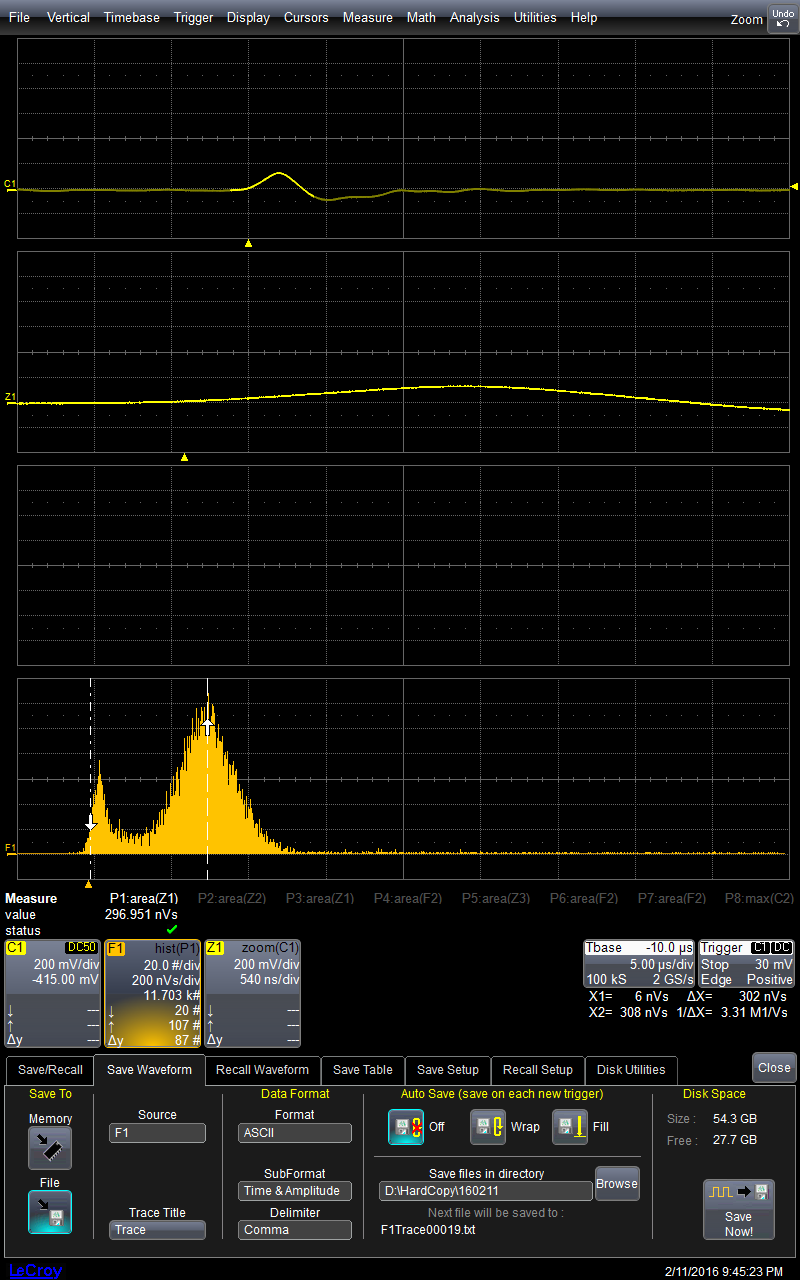 File Vertical Timebase Trigger Display Cursors Measure Math Analysis Utilities Help Zoom Undo
C1
Z1
F1
Measure P1:area(Z1) P2:area(Z2) P3:area(Z1) P4:area(F2) P5:area(Z3) P6:area(F2) P7:area(F2) P8:max(C2)
value 296.951 nVs
status
C1 DC50
200 mV/div
-415.00 mV
↓ ---
↑ ---
Δy ---
F1 hist(P1)
20.0 #/div
200 nVs/div
11.703 k#
↓ 20 #
↑ 107 #
Δy 87 #
Z1 zoom(C1)
200 mV/div
540 ns/div
↓ ---
↑ ---
Δy ---
Tbase -10.0 µs
5.00 µs/div
100 kS 2 GS/s
Trigger C1 DC
Stop 30 mV
Edge Positive
X1= 6 nVs ΔX= 302 nVs
X2= 308 nVs 1/ΔX= 3.31 M1/Vs
Save/Recall Save Waveform Recall Waveform Save Table Save Setup Recall Setup Disk Utilities Close
Save To
Memory
File
Source
F1
Trace Title
Trace
Data Format
Format
ASCII
SubFormat
Time & Amplitude
Delimiter
Comma
Auto Save (save on each new trigger)
Off Wrap Fill
Save files in directory
D:\HardCopy\160211 Browse
Next file will be saved to :
F1Trace00019.txt
Disk Space
Size : 54.3 GB
Free : 27.7 GB
Save
Now!
LeCroy 2/11/2016 9:45:23 PM